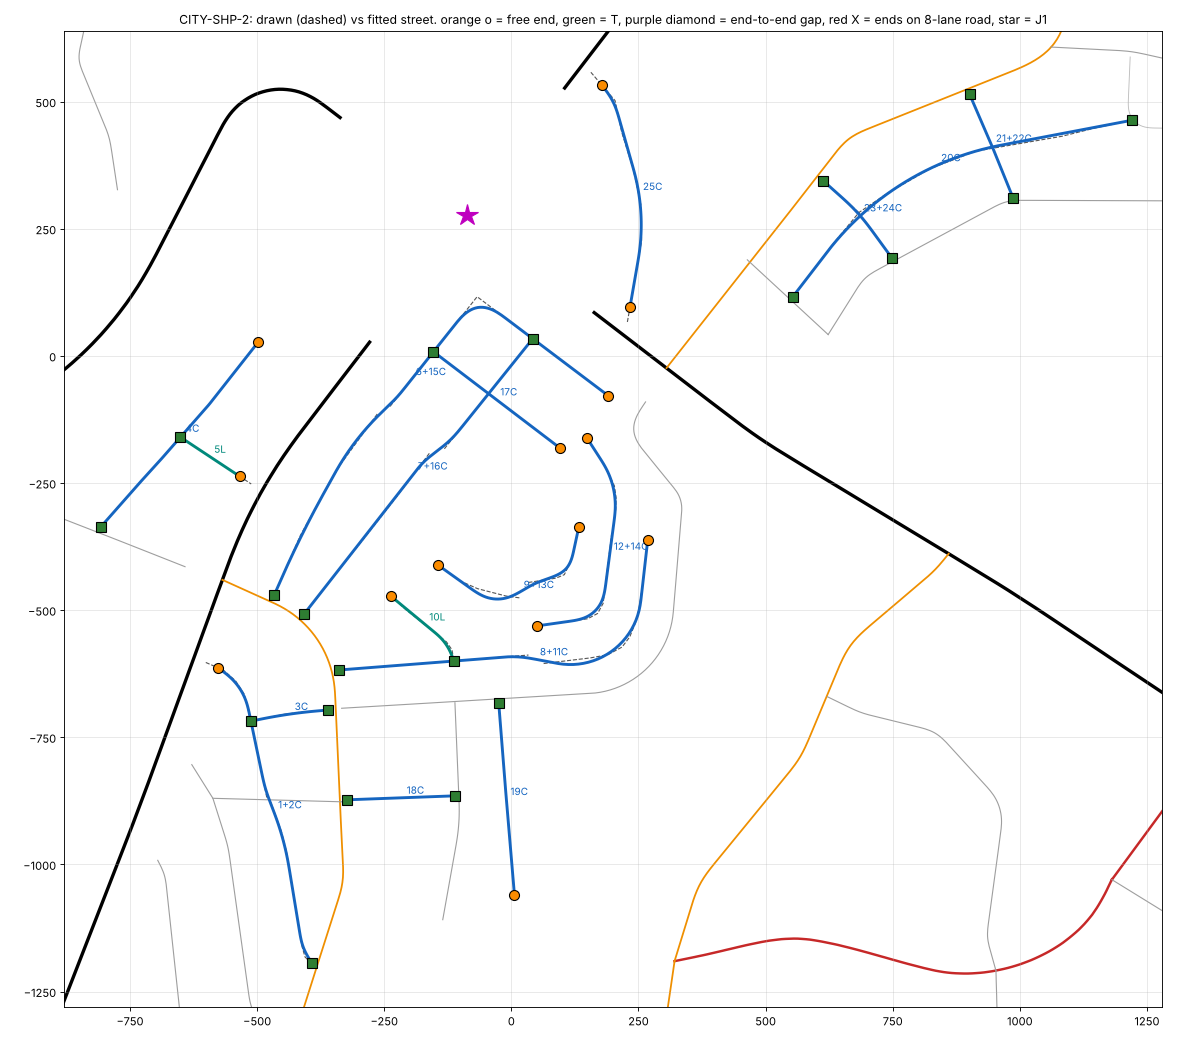 CITY-SHP-2: drawn (dashed) vs fitted street. orange o = free end, green = T, purple diamond = end-to-end gap, red X = ends on 8-lane road, star = J1
500
21+22C
20C
25C
23+24C
250
0
6+15C
17C
4C
5L
7+16C
−250
12+14C
9+13C
−500
10L
8+11C
3C
−750
18C
19C
1+2C
−1000
−1250
−750
−500
−250
0
250
500
750
1000
1250